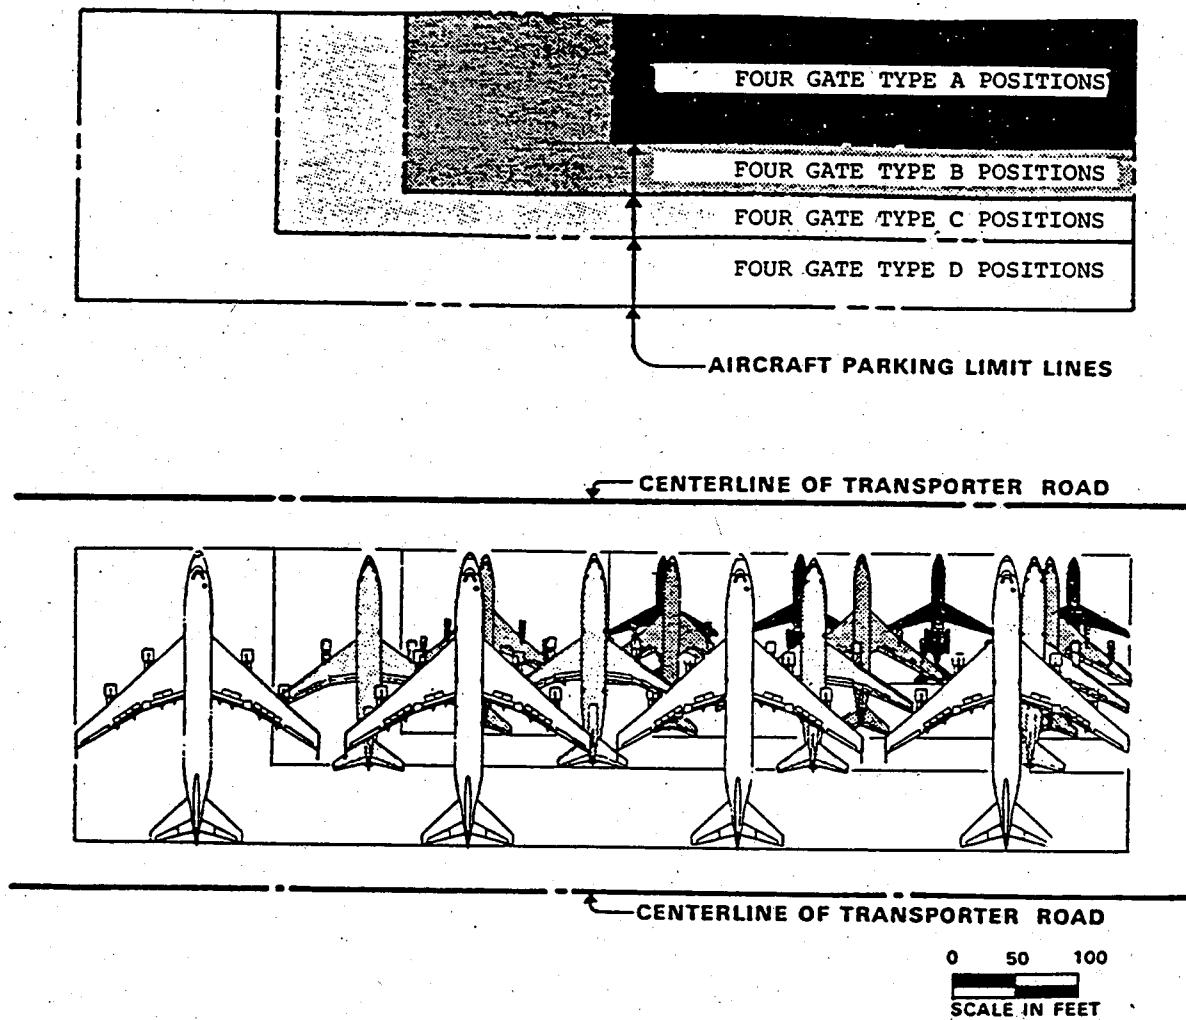 FOUR GATE TYPE A POSITIONS
FOUR GATE TYPE B POSITIONS
FOUR GATE TYPE C POSITIONS
FOUR GATE TYPE D POSITIONS
AIRCRAFT PARKING LIMIT LINES
CENTERLINE OF TRANSPORTER ROAD
CENTERLINE OF TRANSPORTER ROAD
0 50 100
SCALE IN FEET